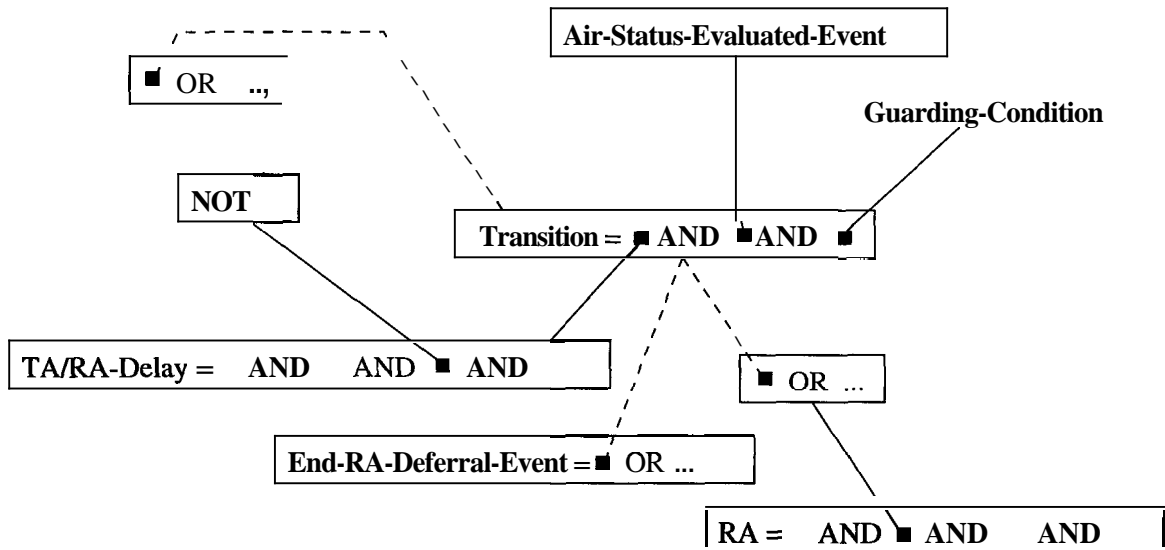 Air-Status-Evaluated-Event
OR ..,
Guarding-Condition
NOT
Transition = AND AND
TA/RA-Delay = AND AND AND
OR ...
End-RA-Deferral-Event = OR ...
RA = AND AND AND